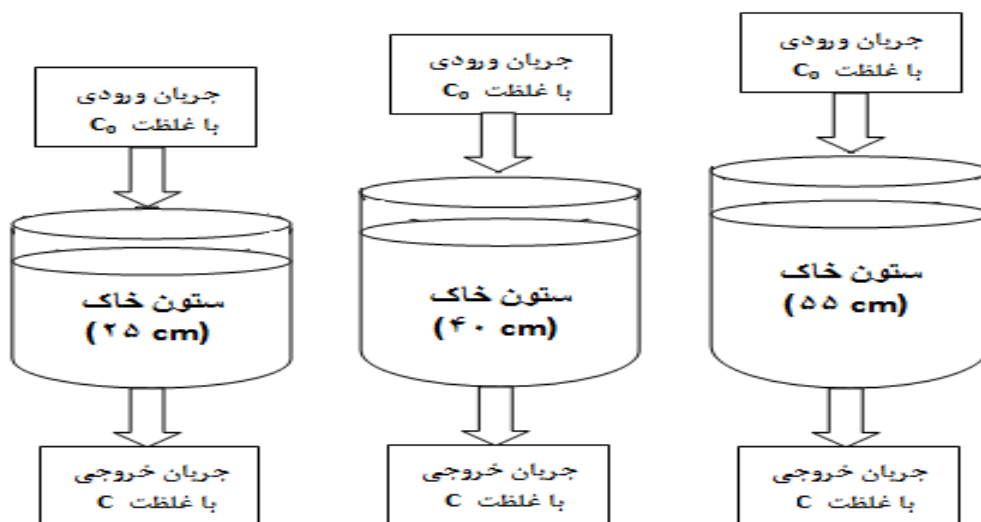 جریان ورودی
با غلظت C₀
ستون خاک
(۲۵ cm)
جریان خروجی
با غلظت C
جریان ورودی
با غلظت C₀
ستون خاک
(۴۰ cm)
جریان خروجی
با غلظت C
جریان ورودی
با غلظت C₀
ستون خاک
(۵۵ cm)
جریان خروجی
با غلظت C